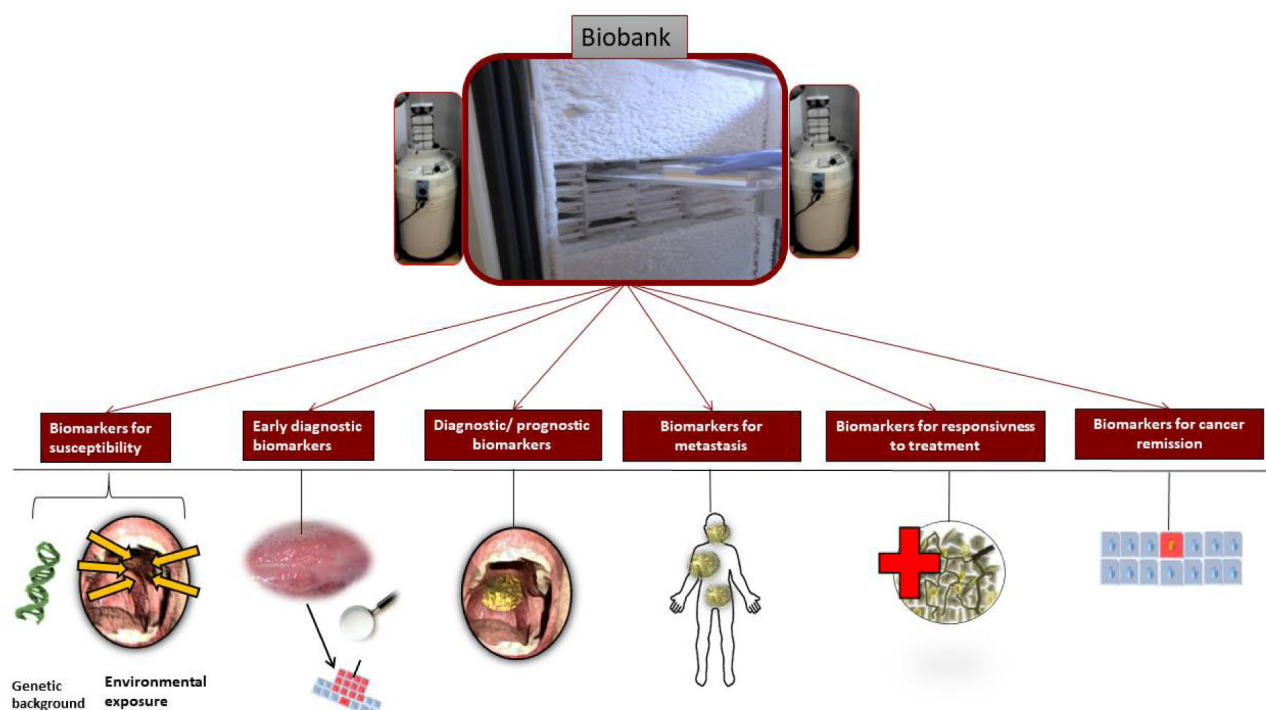 Biobank
Biomarkers for
susceptibility
Early diagnostic
biomarkers
Diagnostic/ prognostic
biomarkers
Biomarkers for
metastasis
Biomarkers for responsivness
to treatment
Biomarkers for cancer
remission
Genetic
background
Environmental
exposure